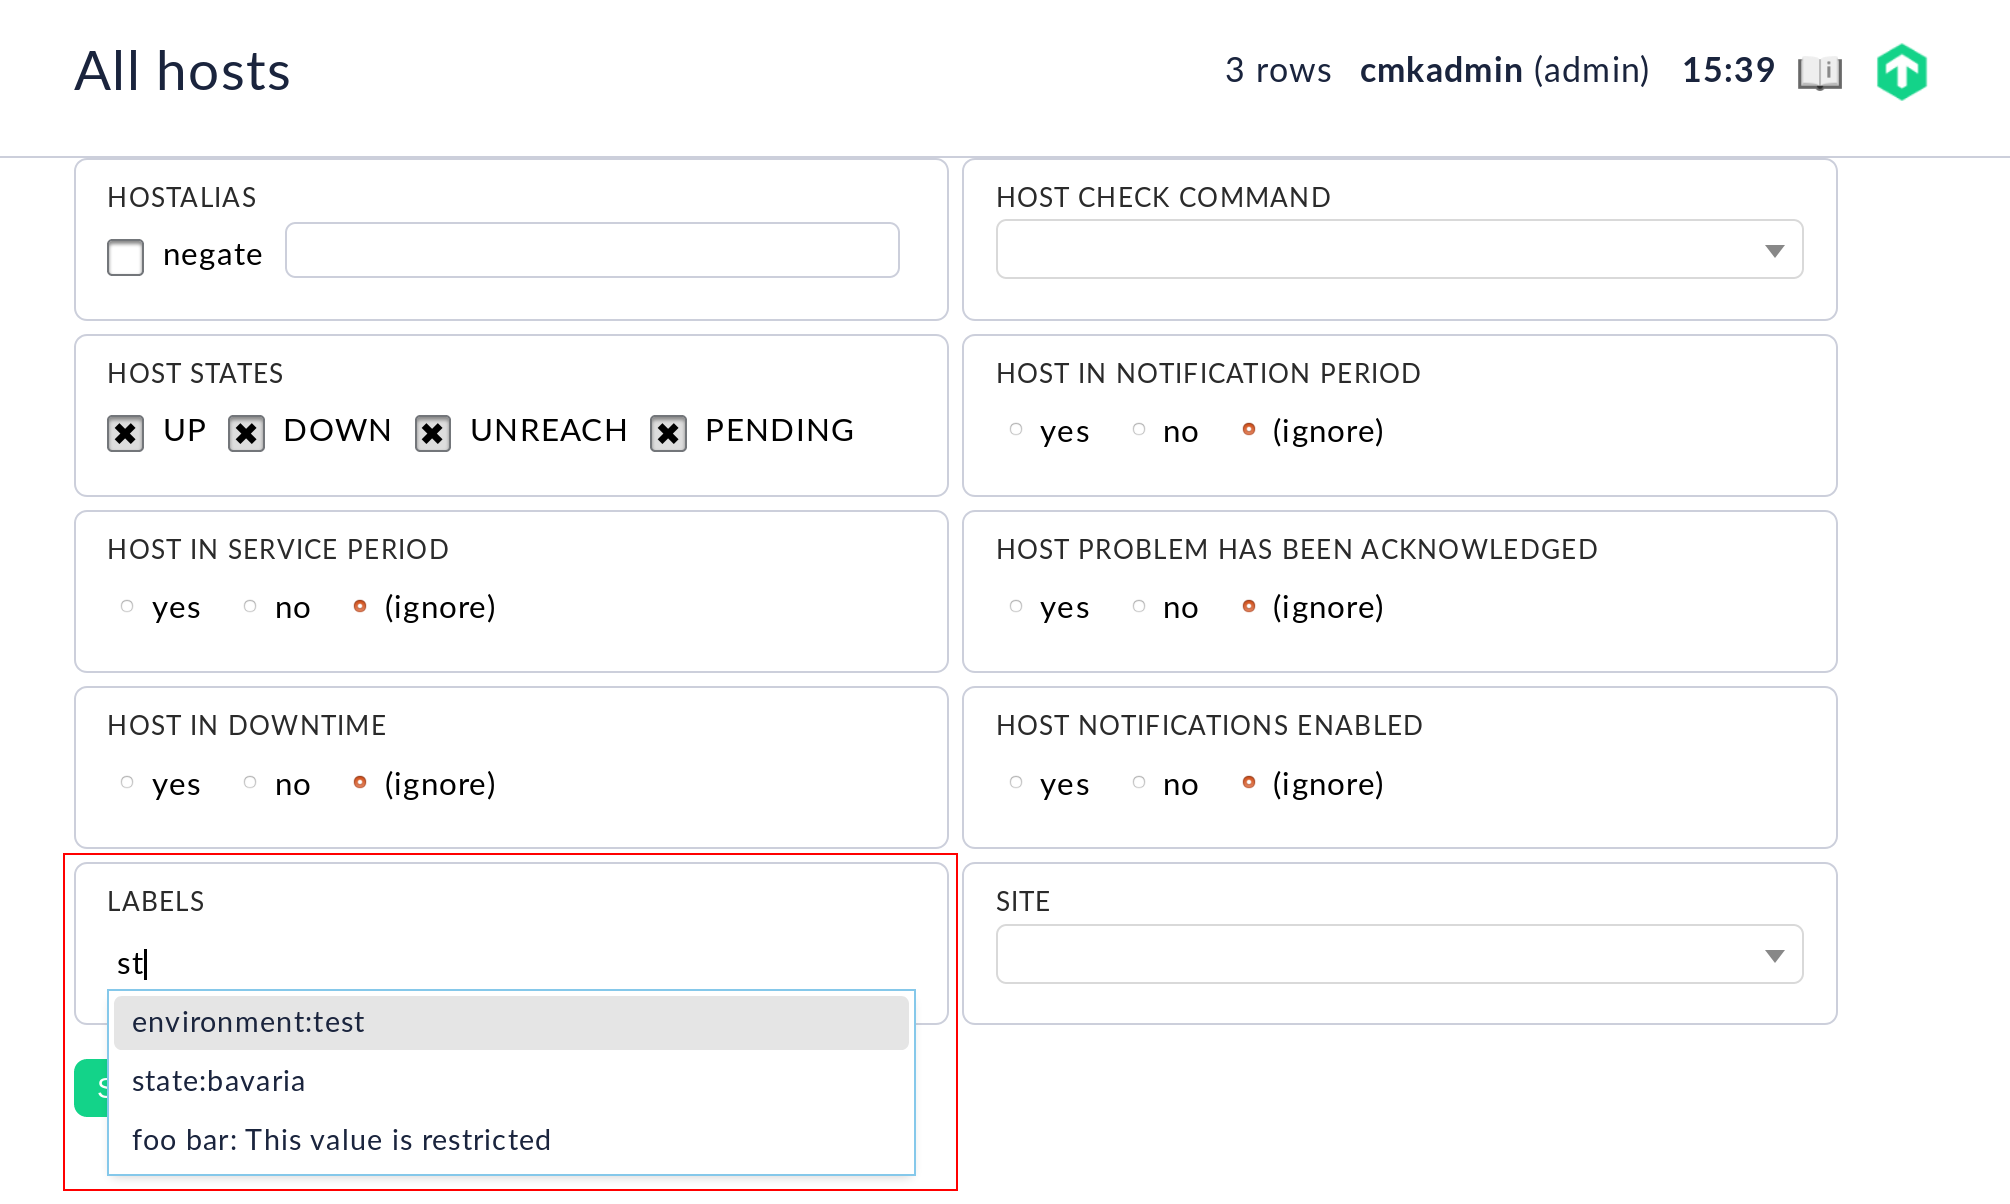 All hosts
3 rows cmkadmin (admin) 15:39
HOSTALIAS
negate
HOST CHECK COMMAND
HOST STATES
UP DOWN UNREACH PENDING
HOST IN NOTIFICATION PERIOD
yes no (ignore)
HOST IN SERVICE PERIOD
yes no (ignore)
HOST PROBLEM HAS BEEN ACKNOWLEDGED
yes no (ignore)
HOST IN DOWNTIME
yes no (ignore)
HOST NOTIFICATIONS ENABLED
yes no (ignore)
LABELS
st
environment:test
state:bavaria
foo bar: This value is restricted
SITE